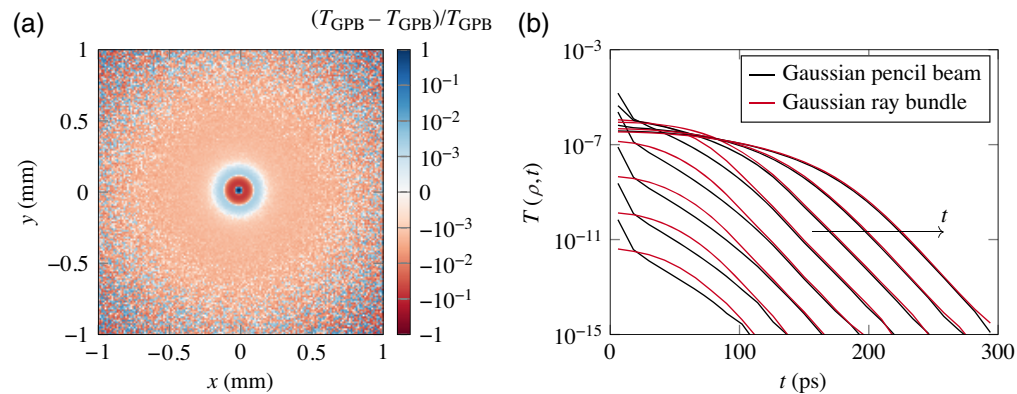 (a)
(T_GPB – T_GPB)/T_GPB
1
0.5
0
-0.5
-1
-1 -0.5 0 0.5 1
x (mm)
y (mm)
1
10^-1
10^-2
10^-3
0
-10^-3
-10^-2
-10^-1
-1
(b)
10^-3
10^-7
10^-11
10^-15
0 100 200 300
t (ps)
T (ρ,t)
Gaussian pencil beam
Gaussian ray bundle
t